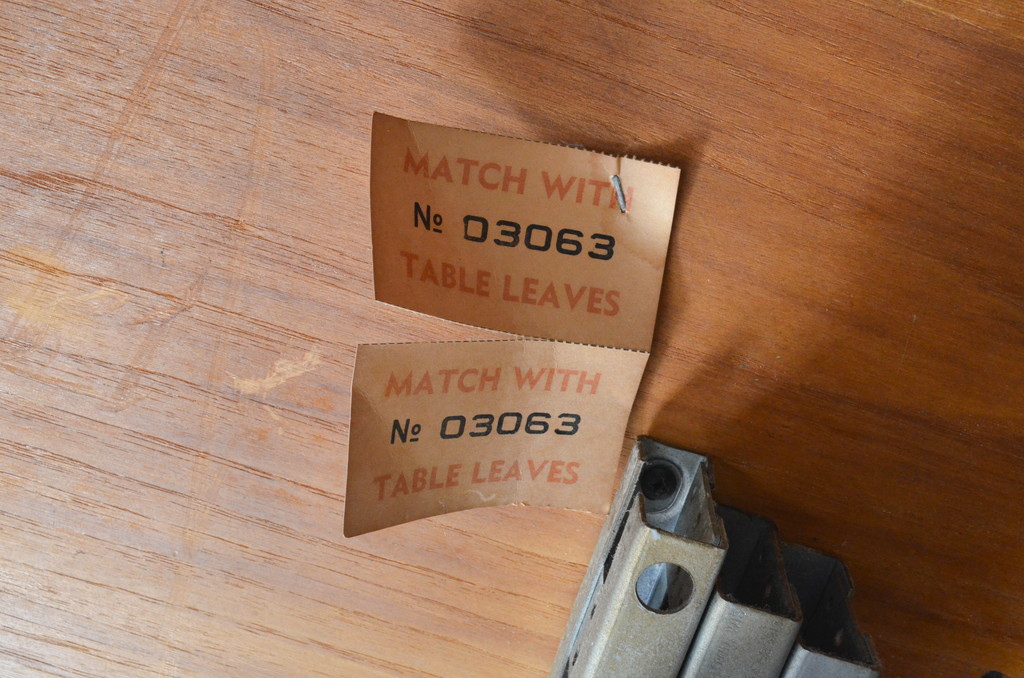 MATCH WITH
№ 03063
TABLE LEAVES
MATCH WITH
№ 03063
TABLE LEAVES